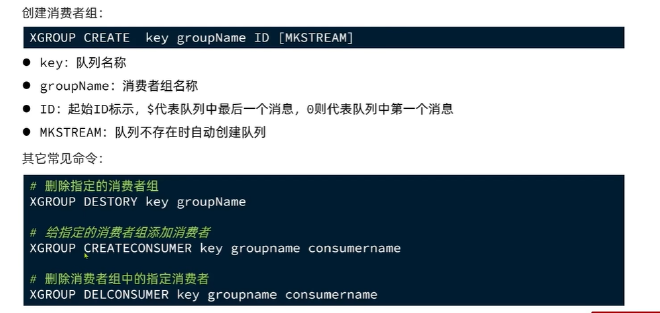 创建消费者组：
XGROUP CREATE  key groupName ID [MKSTREAM]
● key：队列名称
● groupName：消费者组名称
● ID：起始ID标示，$代表队列中最后一个消息，0则代表队列中第一个消息
● MKSTREAM：队列不存在时自动创建队列
其它常见命令：
# 删除指定的消费者组
XGROUP DESTORY key groupName
# 给指定的消费者组添加消费者
XGROUP CREATECONSUMER key groupname consumername
# 删除消费者组中的指定消费者
XGROUP DELCONSUMER key groupname consumername